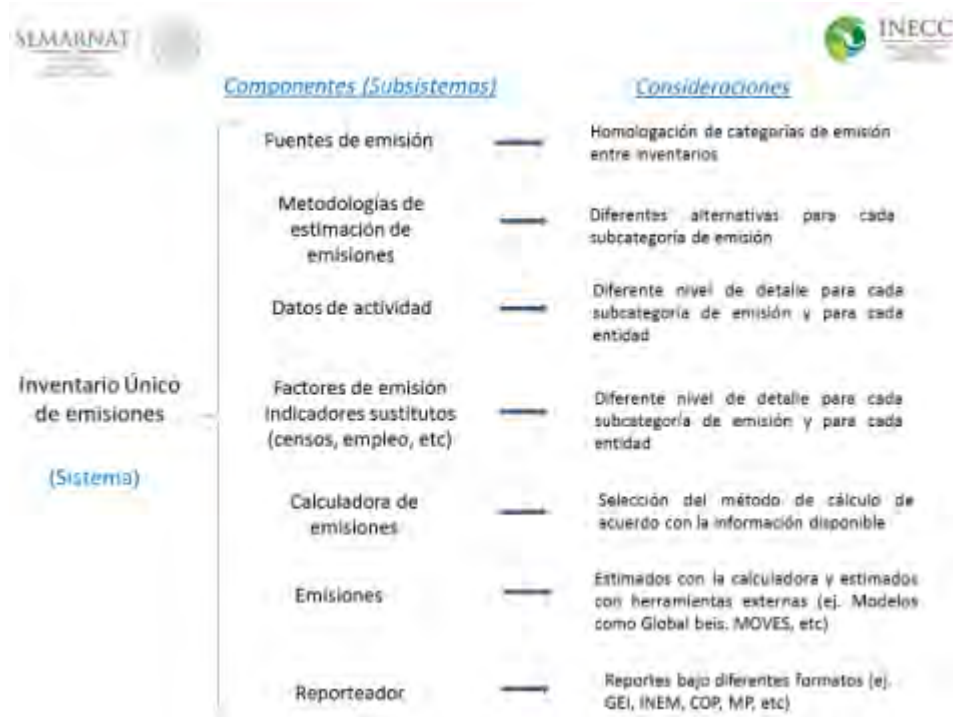 SEMARNAT
INECC
Componentes (Subsistemas)
Consideraciones
Inventario Único
de emisiones
(Sistema)
Fuentes de emisión
Homologación de categorías de emisión
entre inventarios
Metodologías de
estimación de
emisiones
Diferentes alternativas para cada
subcategoría de emisión
Datos de actividad
Diferente nivel de detalle para cada
subcategoría de emisión y para cada
entidad
Factores de emisión
Indicadores sustitutos
(censos, empleo, etc)
Diferente nivel de detalle para cada
subcategoría de emisión y para cada
entidad
Calculadora de
emisiones
Selección del método de cálculo de
acuerdo con la información disponible
Emisiones
Estimados con la calculadora y estimados
con herramientas externas (ej. Modelos
como Global beis. MOVES, etc)
Reporteador
Reportes bajo diferentes formatos (ej.
GEI, INEM, COP, MP, etc)